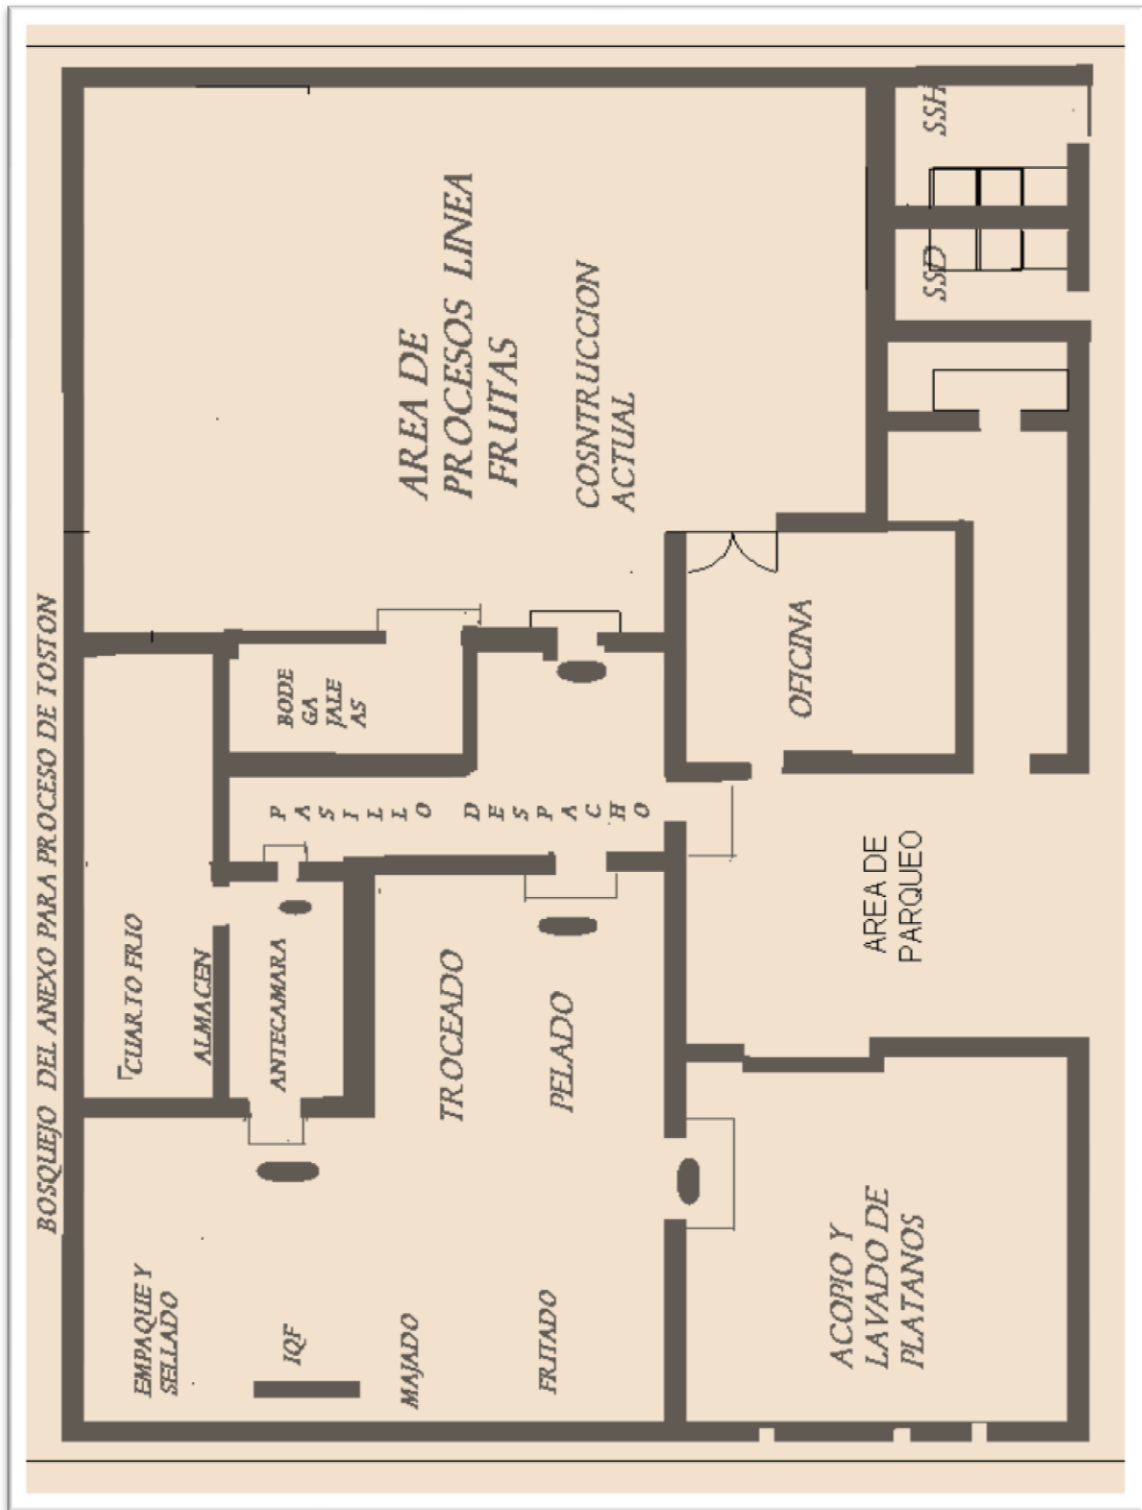 BOSQUEJO DEL ANEXO PARA PROCESO DE TOSTON
EMPAQUE Y
SELLADO
IQF
MAJADO
FRITADO
CUARTO FRIO
ALMACEN
ANTECAMARA
TROCEADO
PELADO
PASILLO DESPACHO
BODE
GA
JALE
AS
AREA DE
PROCESOS LINEA
FRUTAS
COSNTRUCCION
ACTUAL
ACOPIO Y
LAVADO DE
PLATANOS
AREA DE
PARQUEO
OFICINA
SSD
SSH